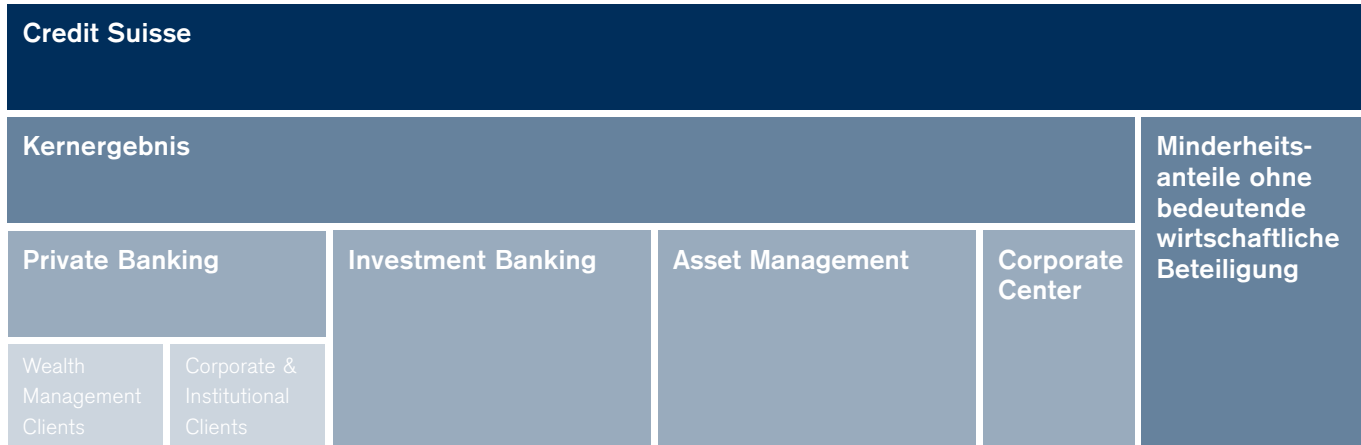 Credit Suisse
Kernergebnis
Minderheits-
anteile ohne
bedeutende
wirtschaftliche
Beteiligung
Private Banking
Investment Banking
Asset Management
Corporate
Center
Wealth
Management
Clients
Corporate &
Institutional
Clients